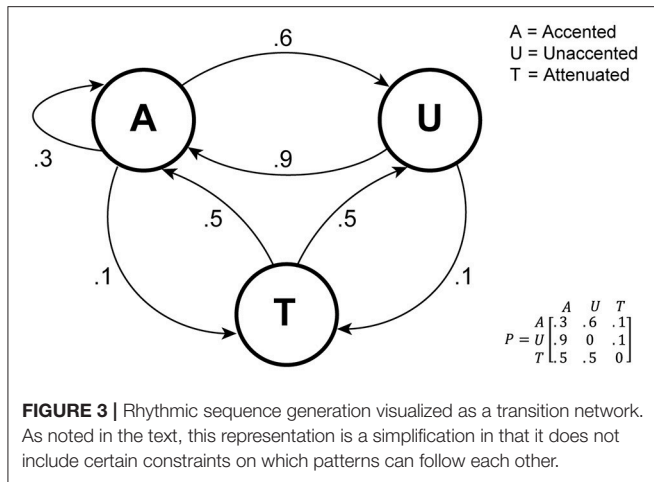 .6
A = Accented
U = Unaccented
T = Attenuated
A
U
.3
.9
.5
.5
.1
.1
T
A U T
A [.3 .6 .1]
P = U [.9 0 .1]
T [.5 .5 0]
FIGURE 3 | Rhythmic sequence generation visualized as a transition network.
As noted in the text, this representation is a simplification in that it does not
include certain constraints on which patterns can follow each other.